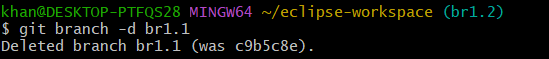 khan@DESKTOP-PTFQS28 MINGW64 ~/eclipse-workspace (br1.2)
$ git branch -d br1.1
Deleted branch br1.1 (was c9b5c8e).